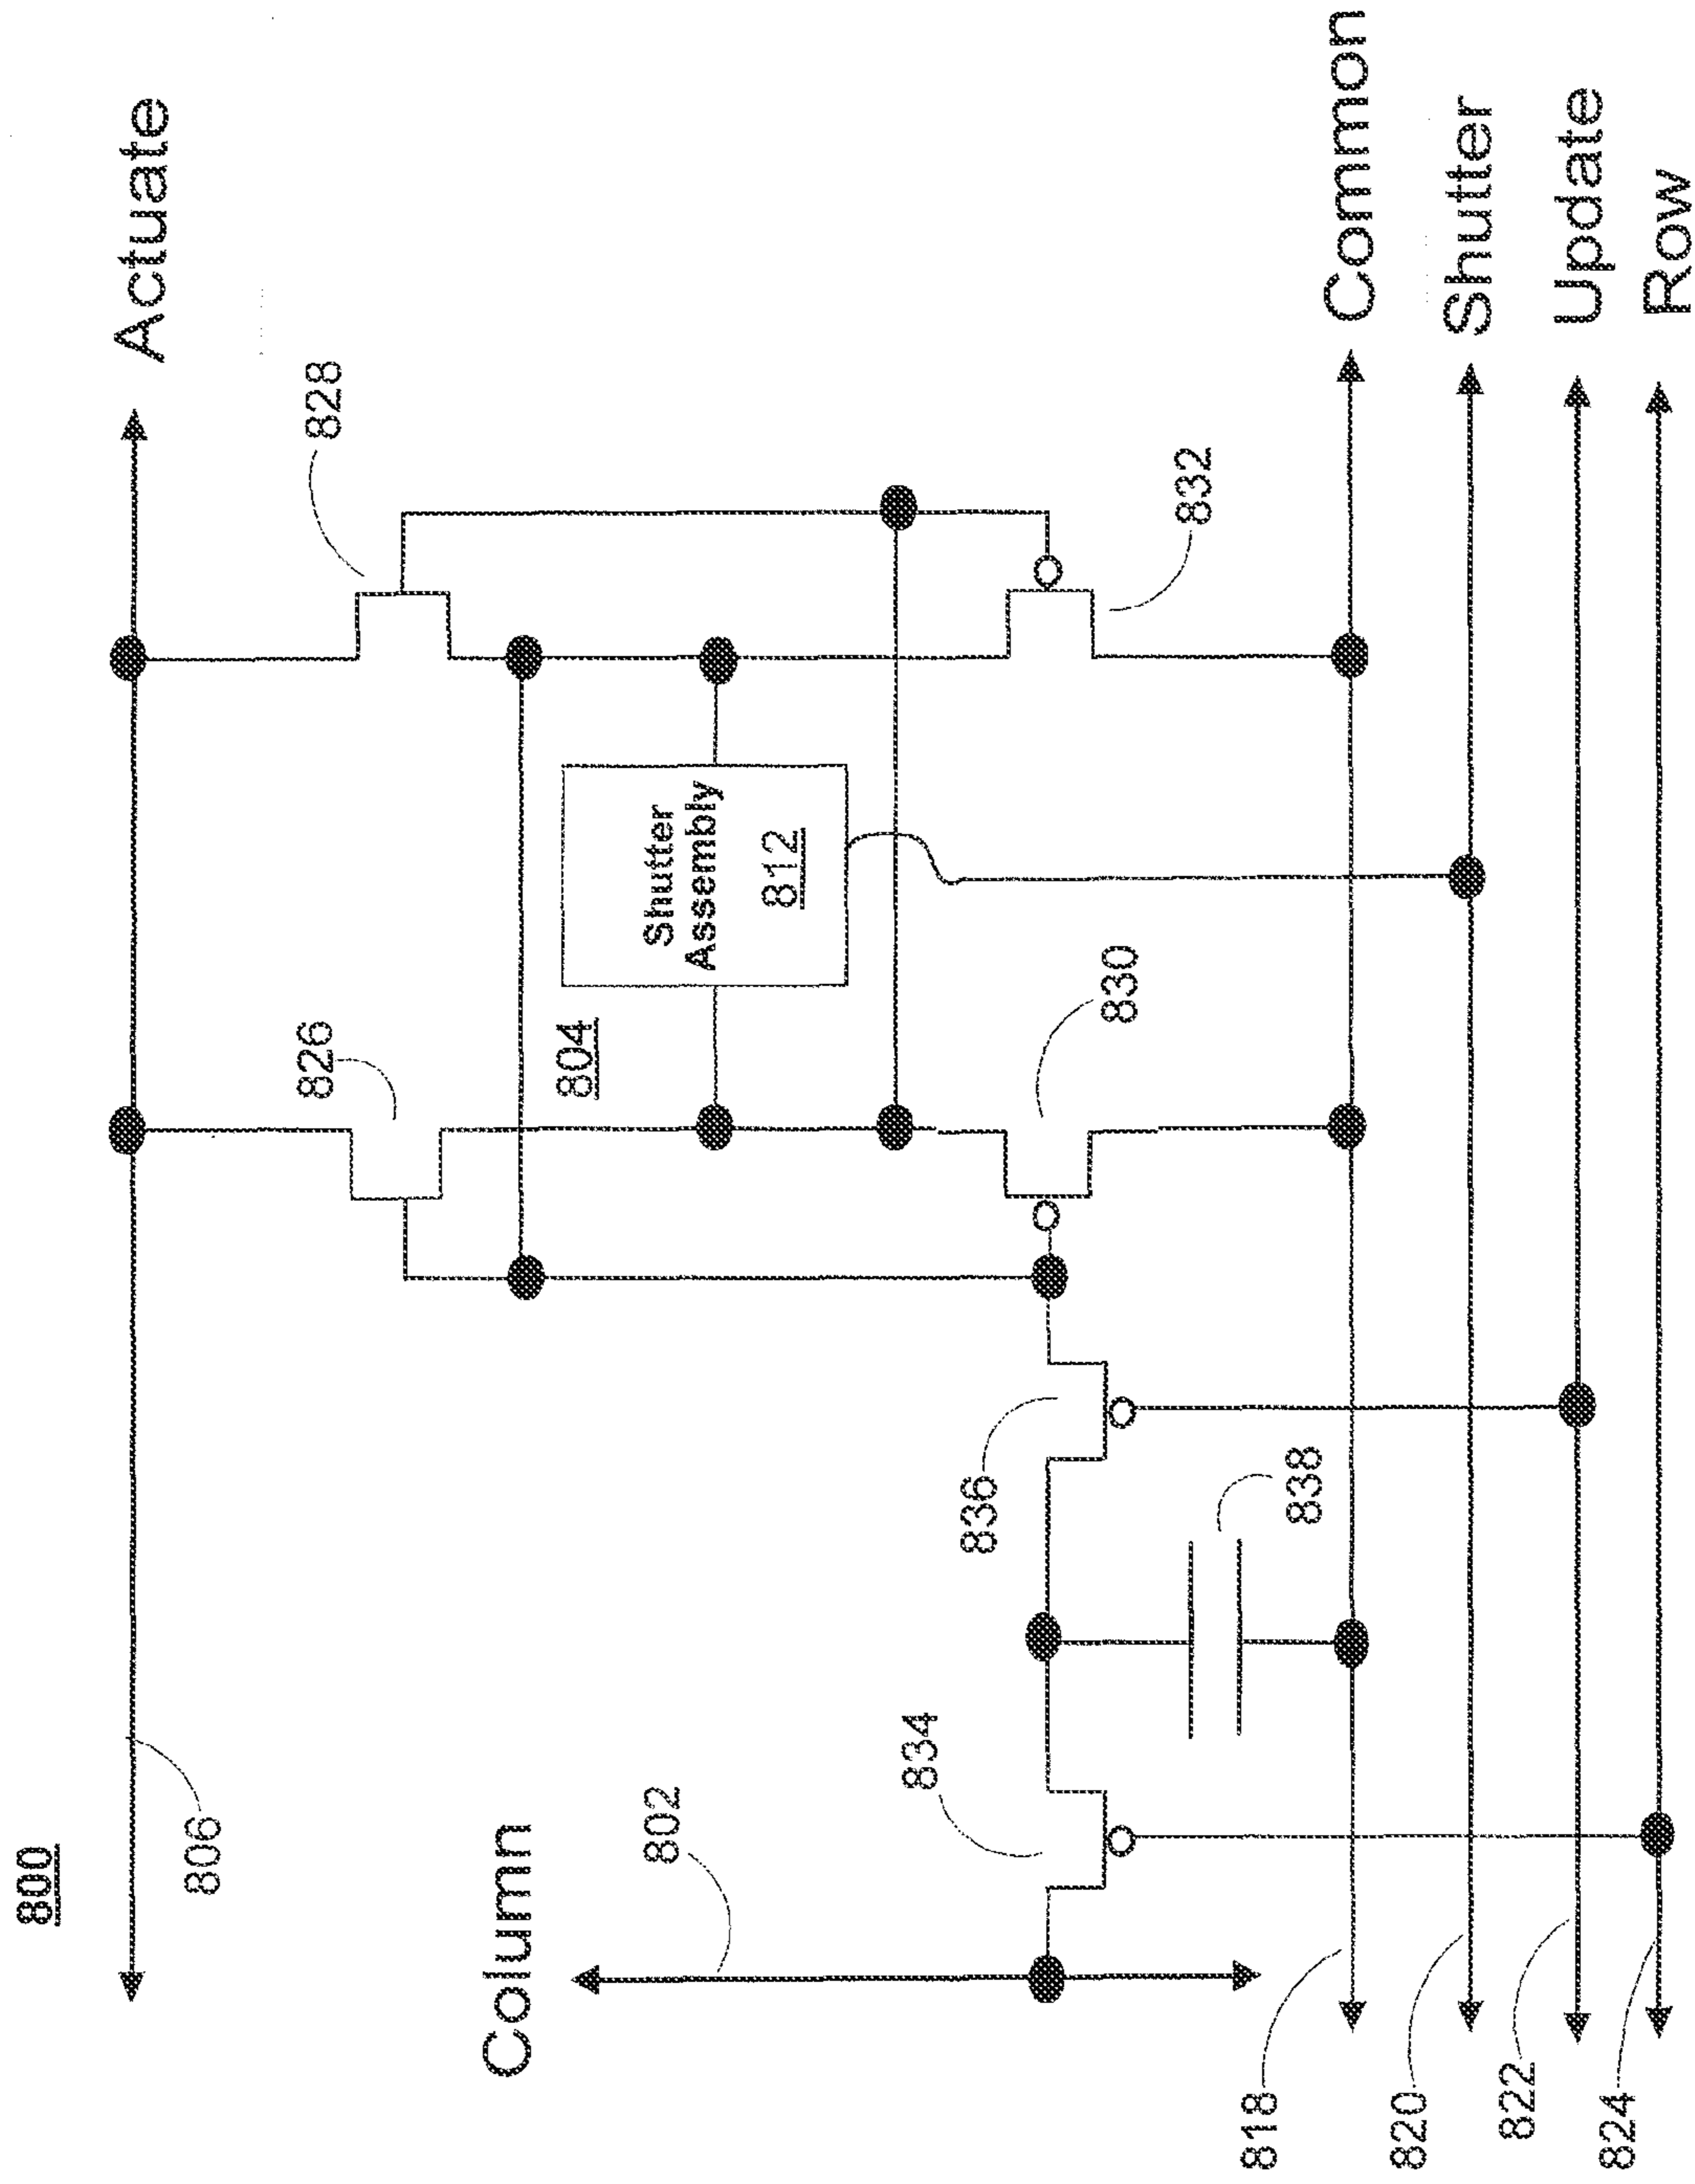 800
Actuate
806
828
826
804
Shutter
Assembly
812
832
830
836
838
834
Column
802
Common
Shutter
Update
Row
818
820
822
824